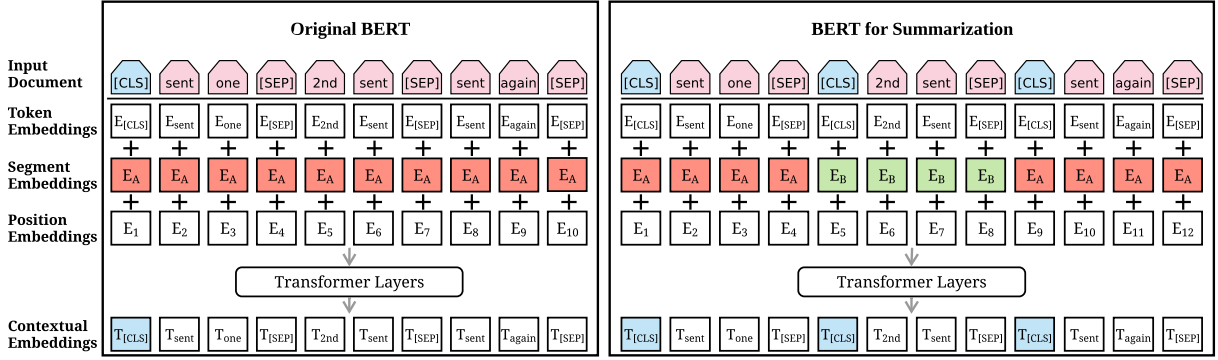 Original BERT
BERT for Summarization
Input
Document
[CLS] sent one [SEP] 2nd sent [SEP] sent again [SEP]
[CLS] sent one [SEP] [CLS] 2nd sent [SEP] [CLS] sent again [SEP]
Token
Embeddings
E[CLS] Esent Eone E[SEP] E2nd Esent E[SEP] Esent Eagain E[SEP]
E[CLS] Esent Eone E[SEP] E[CLS] E2nd Esent E[SEP] E[CLS] Esent Eagain E[SEP]
+ + + + + + + + + +
+ + + + + + + + + + + +
Segment
Embeddings
EA EA EA EA EA EA EA EA EA EA
EA EA EA EA EB EB EB EB EA EA EA EA
+ + + + + + + + + +
+ + + + + + + + + + + +
Position
Embeddings
E1 E2 E3 E4 E5 E6 E7 E8 E9 E10
E1 E2 E3 E4 E5 E6 E7 E8 E9 E10 E11 E12
Transformer Layers
Transformer Layers
Contextual
Embeddings
T[CLS] Tsent Tone T[SEP] T2nd Tsent T[SEP] Tsent Tagain T[SEP]
T[CLS] Tsent Tone T[SEP] T[CLS] T2nd Tsent T[SEP] T[CLS] Tsent Tagain T[SEP]